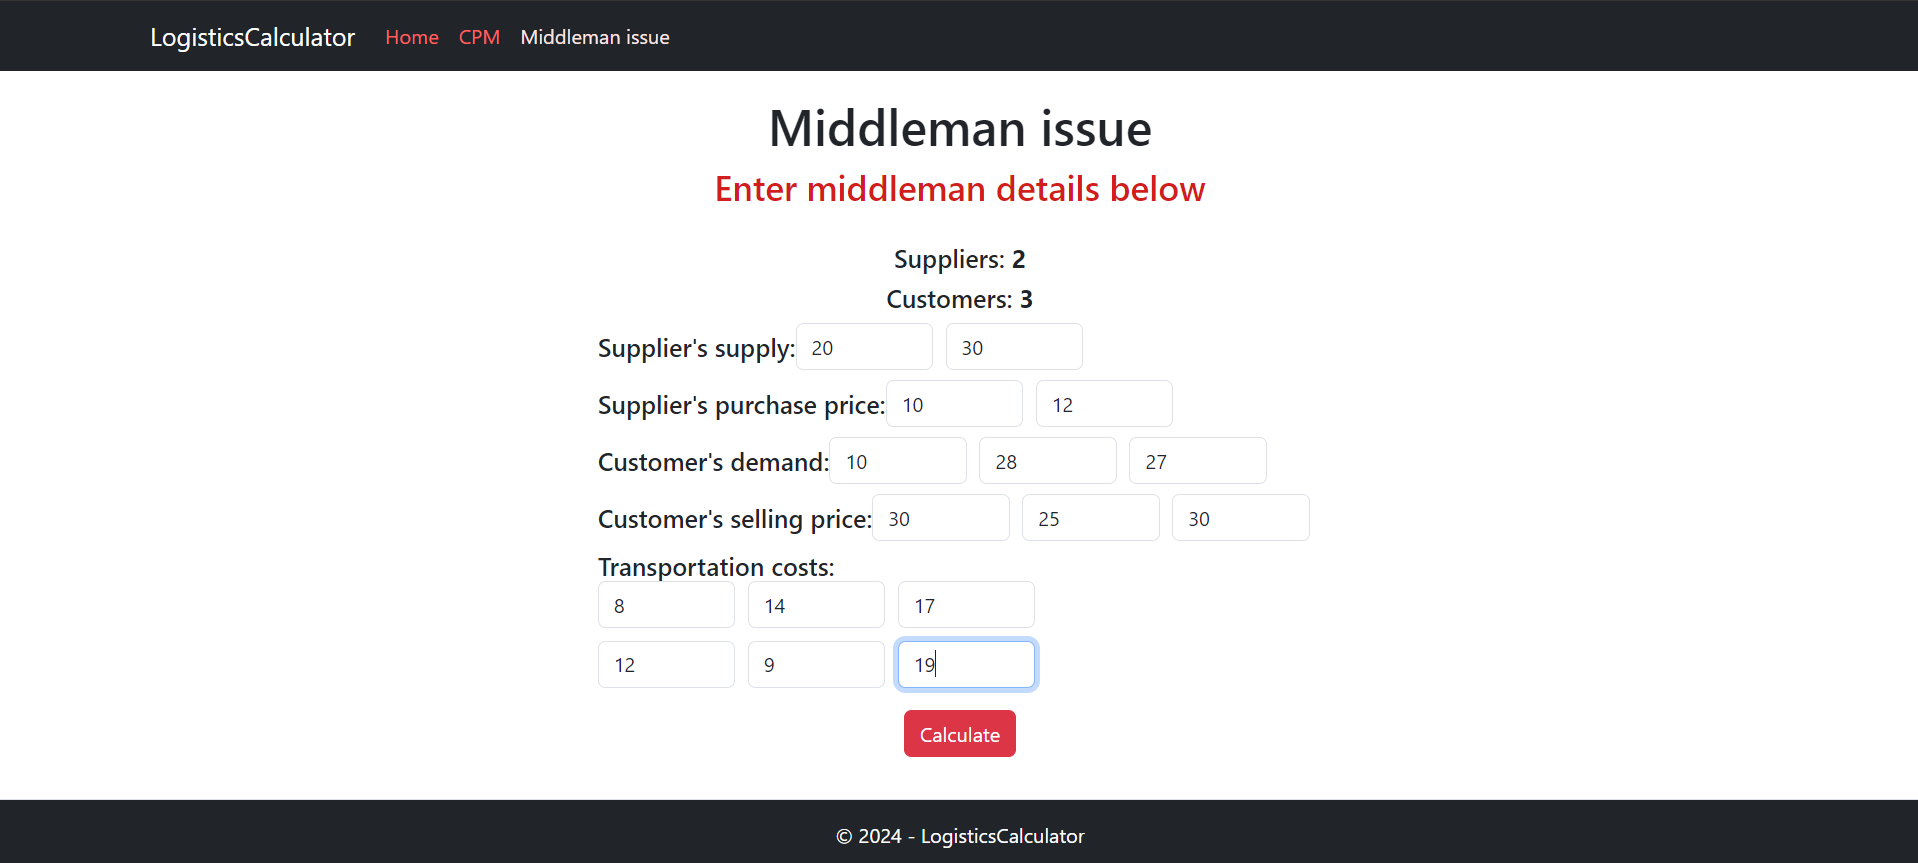 LogisticsCalculator Home CPM Middleman issue
Middleman issue
Enter middleman details below
Suppliers: 2
Customers: 3
Supplier's supply: 20 30
Supplier's purchase price: 10 12
Customer's demand: 10 28 27
Customer's selling price: 30 25 30
Transportation costs:
8 14 17
12 9 19
Calculate
© 2024 - LogisticsCalculator